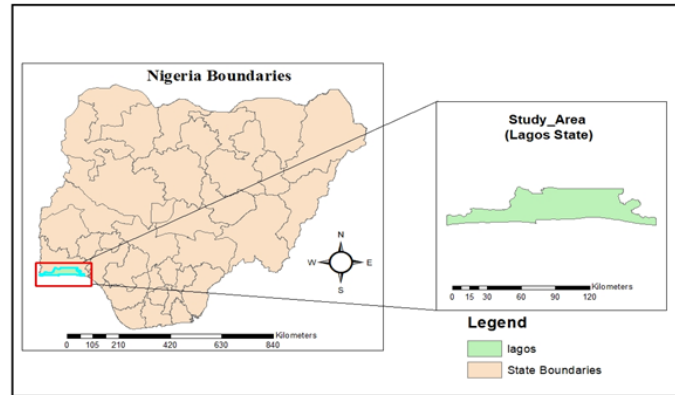 Nigeria Boundaries
N
W E
S
Kilometers
0 105 210 420 630 840
Study_Area
(Lagos State)
Kilometers
0 15 30 60 90 120
Legend
lagos
State Boundaries